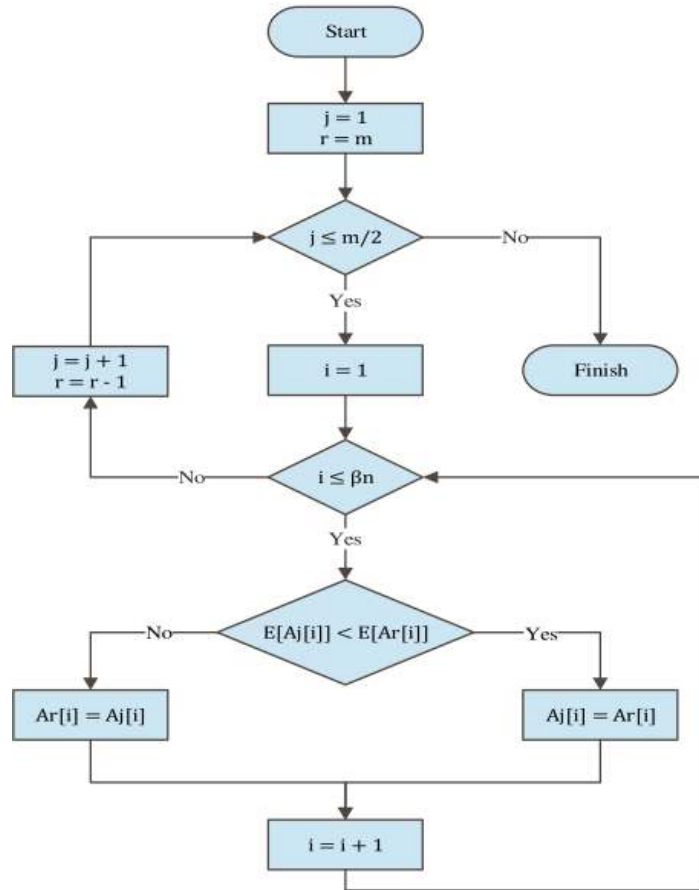 Start
j = 1
r = m
j ≤ m/2
No
Yes
j = j + 1
r = r - 1
i = 1
Finish
i ≤ βn
No
Yes
E[Aj[i]] < E[Ar[i]]
No
Yes
Ar[i] = Aj[i]
Aj[i] = Ar[i]
i = i + 1